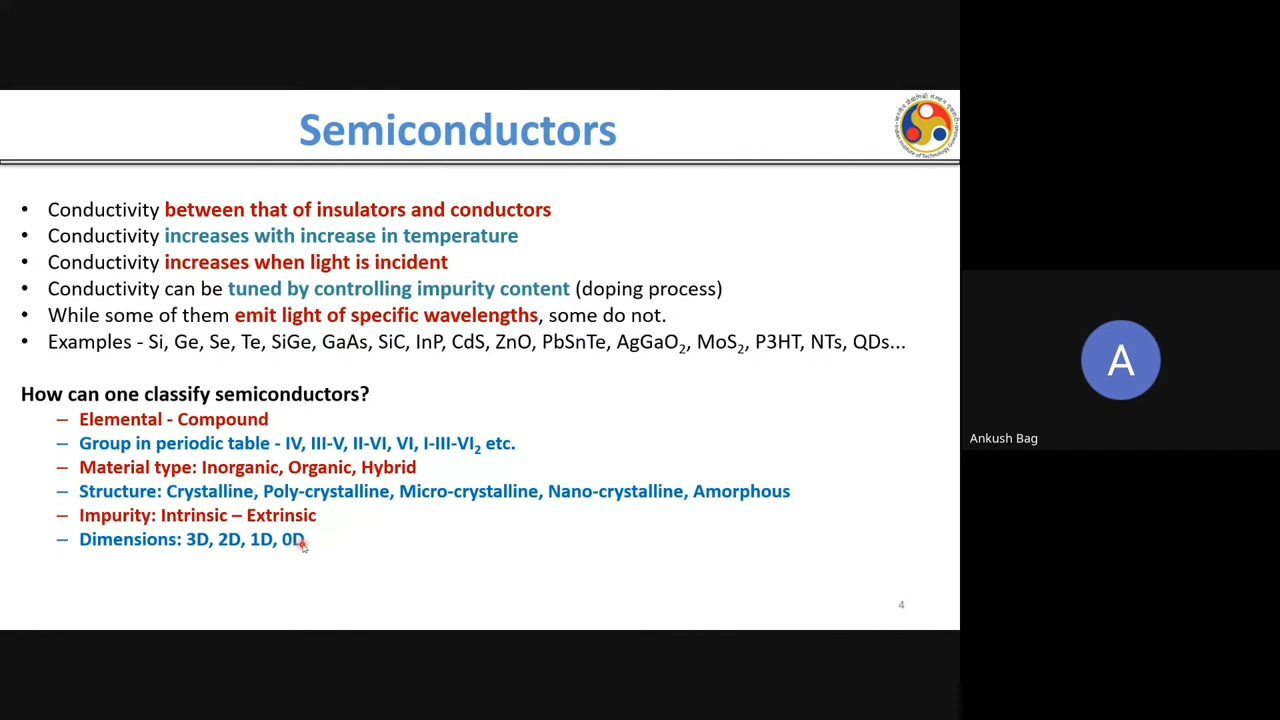 Semiconductors
• Conductivity between that of insulators and conductors
• Conductivity increases with increase in temperature
• Conductivity increases when light is incident
• Conductivity can be tuned by controlling impurity content (doping process)
• While some of them emit light of specific wavelengths, some do not.
• Examples - Si, Ge, Se, Te, SiGe, GaAs, SiC, InP, CdS, ZnO, PbSnTe, AgGaO₂, MoS₂, P3HT, NTs, QDs...
How can one classify semiconductors?
– Elemental - Compound
– Group in periodic table - IV, III-V, II-VI, VI, I-III-VI₂ etc.
– Material type: Inorganic, Organic, Hybrid
– Structure: Crystalline, Poly-crystalline, Micro-crystalline, Nano-crystalline, Amorphous
– Impurity: Intrinsic – Extrinsic
– Dimensions: 3D, 2D, 1D, 0D
4
A
Ankush Bag